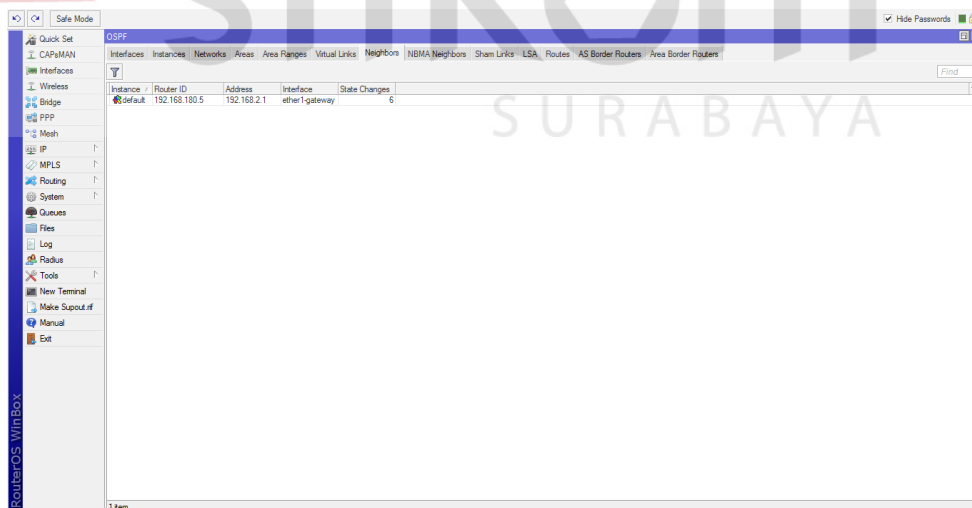 Safe Mode
Hide Passwords
Quick Set
CAPsMAN
Interfaces
Wireless
Bridge
PPP
Mesh
IP
MPLS
Routing
System
Queues
Files
Log
Radius
Tools
New Terminal
Make Supout.rif
Manual
Exit
RouterOS WinBox
OSPF
Interfaces Instances Networks Areas Area Ranges Virtual Links Neighbors NBMA Neighbors Sham Links LSA Routes AS Border Routers Area Border Routers
Find
Instance Router ID Address Interface State Changes
default 192.168.180.5 192.168.2.1 ether1-gateway 6
SURABAYA
1 item